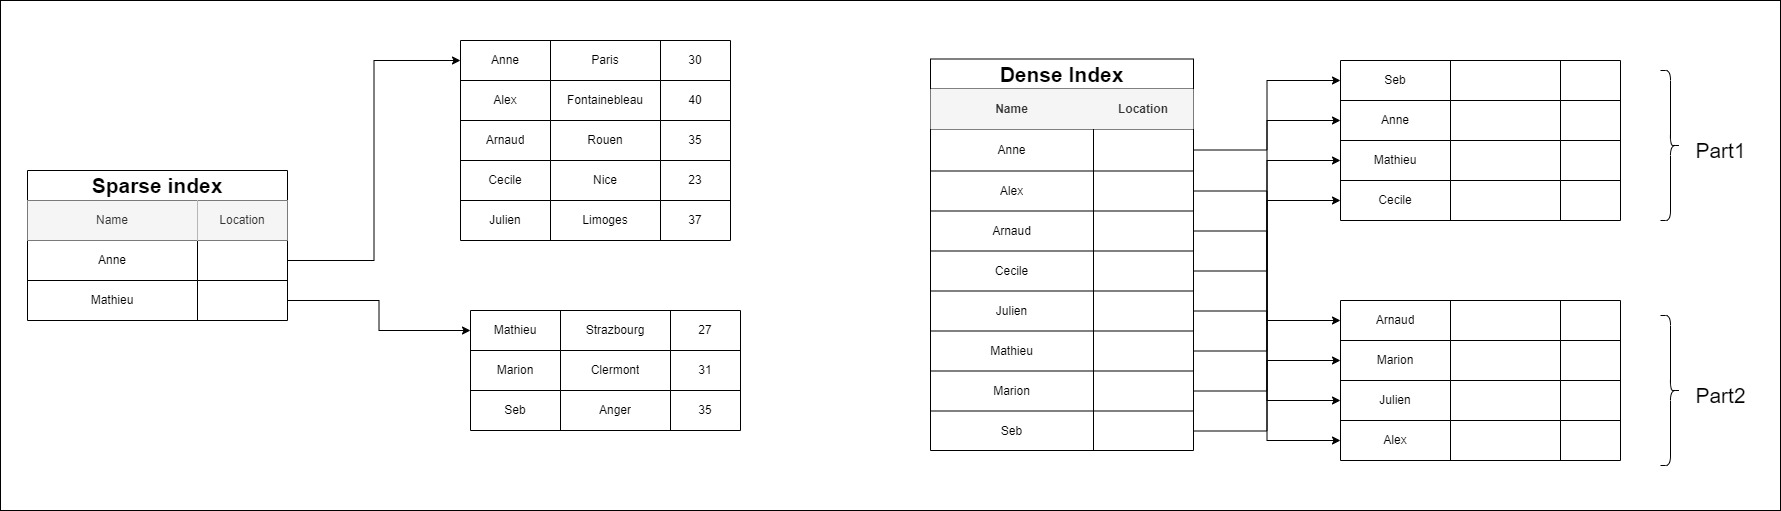 Sparse index
Name Location
Anne
Mathieu
Anne Paris 30
Alex Fontainebleau 40
Arnaud Rouen 35
Cecile Nice 23
Julien Limoges 37
Mathieu Strazbourg 27
Marion Clermont 31
Seb Anger 35
Dense Index
Name Location
Anne
Alex
Arnaud
Cecile
Julien
Mathieu
Marion
Seb
Seb
Anne
Mathieu
Cecile
Part1
Arnaud
Marion
Julien
Alex
Part2